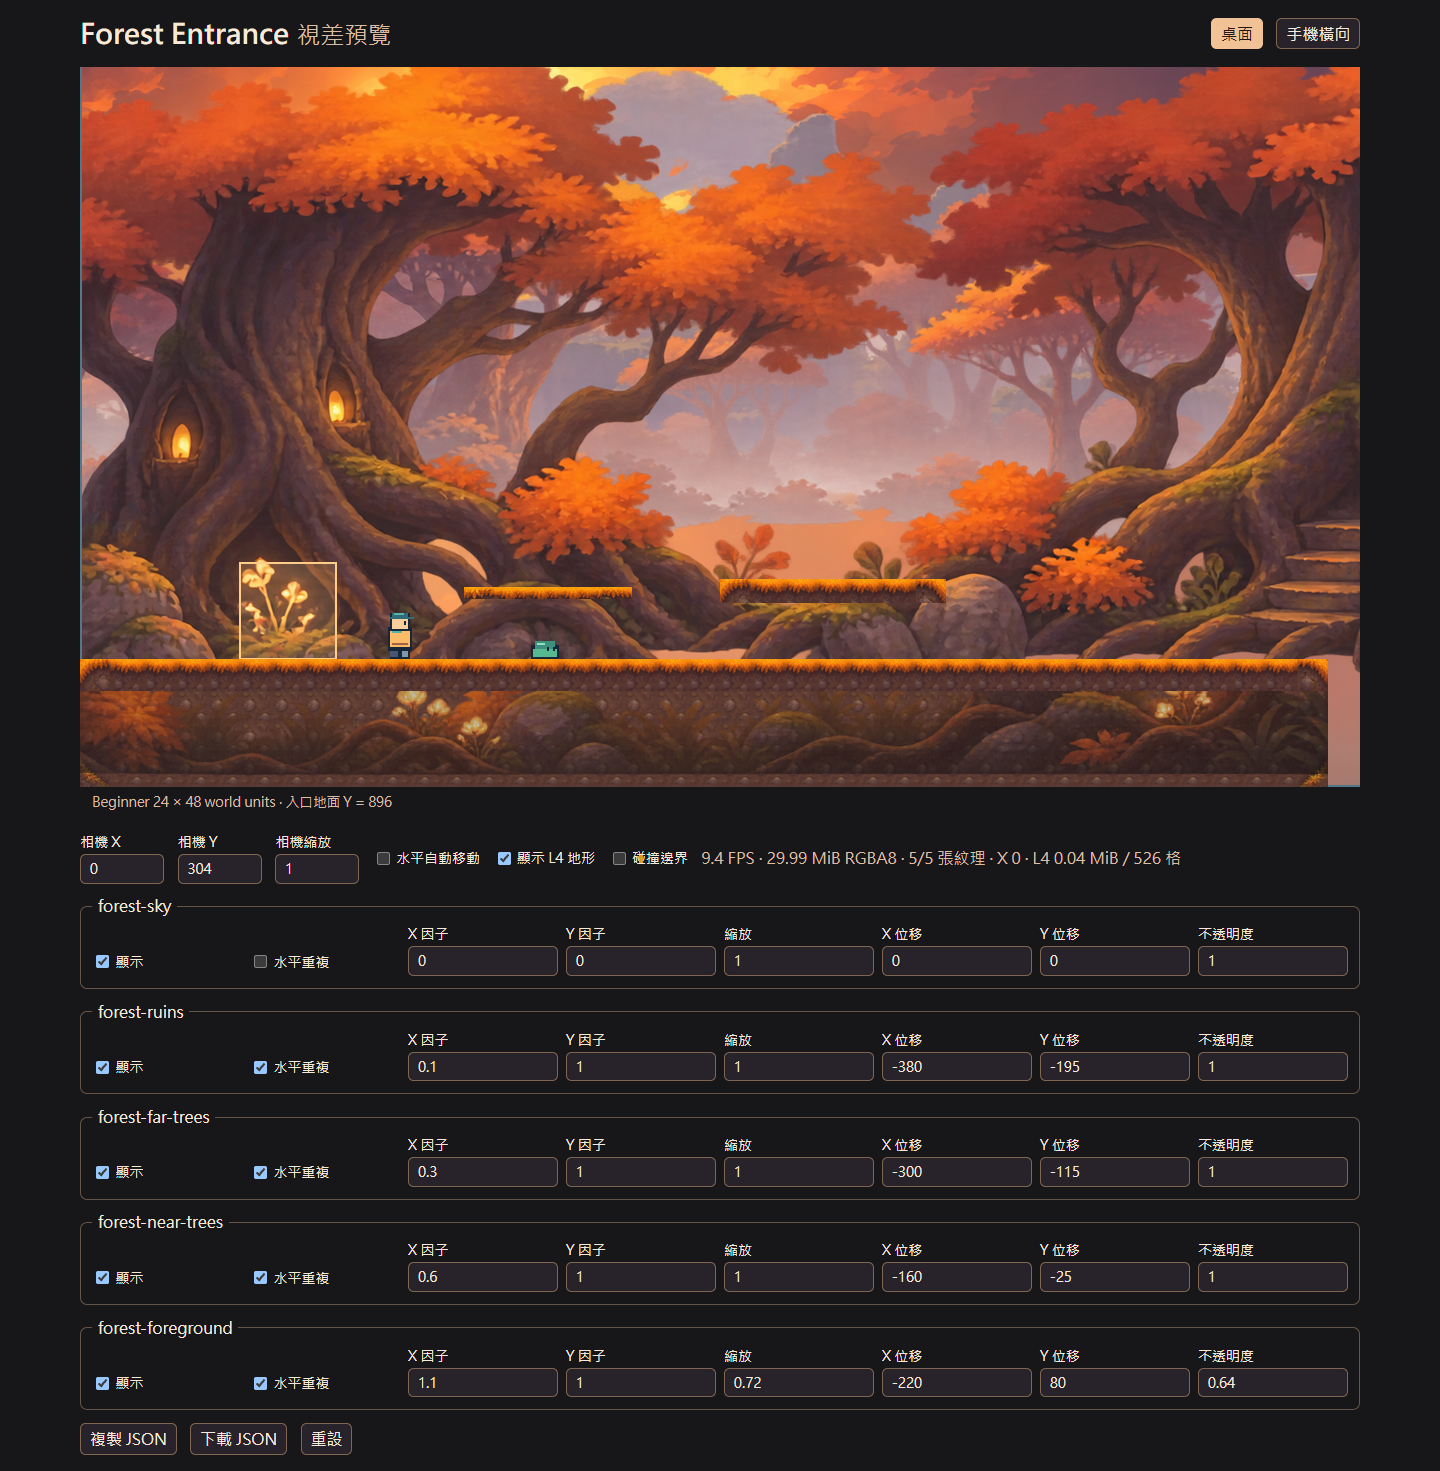 Forest Entrance 視差預覽
桌面 手機橫向
Beginner 24 × 48 world units · 入口地面 Y = 896
相機 X 相機 Y 相機縮放
0 304 1 水平自動移動 顯示 L4 地形 碰撞邊界 9.4 FPS · 29.99 MiB RGBA8 · 5/5 張紋理 · X 0 · L4 0.04 MiB / 526 格
forest-sky
X 因子 Y 因子 縮放 X 位移 Y 位移 不透明度
顯示 水平重複 0 0 1 0 0 1
forest-ruins
X 因子 Y 因子 縮放 X 位移 Y 位移 不透明度
顯示 水平重複 0.1 1 1 -380 -195 1
forest-far-trees
X 因子 Y 因子 縮放 X 位移 Y 位移 不透明度
顯示 水平重複 0.3 1 1 -300 -115 1
forest-near-trees
X 因子 Y 因子 縮放 X 位移 Y 位移 不透明度
顯示 水平重複 0.6 1 1 -160 -25 1
forest-foreground
X 因子 Y 因子 縮放 X 位移 Y 位移 不透明度
顯示 水平重複 1.1 1 0.72 -220 80 0.64
複製 JSON 下載 JSON 重設